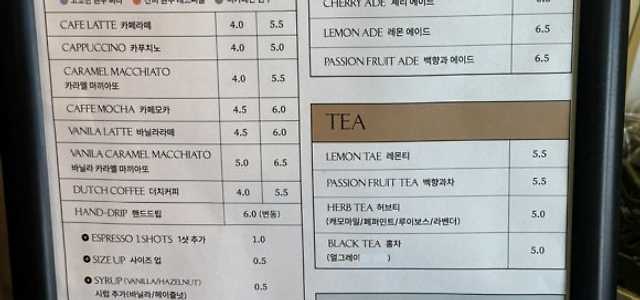 CAFE LATTE 카페라떼 4.0 5.5
CAPPUCCINO 카푸치노 4.0 5.0
CARAMEL MACCHIATO
카라멜 마끼아또 4.0 5.5
CAFFE MOCHA 카페모카 4.5 6.0
VANILA LATTE 바닐라라떼 4.5 6.0
VANILA CARAMEL MACCHIATO
바닐라 카라멜 마끼아또 5.0 6.5
DUTCH COFFEE 더치커피 4.0 5.5
HAND-DRIP 핸드드립 6.0 (변동)
ESPRESSO 1 SHOTS 1샷 추가 1.0
SIZE UP 사이즈 업 0.5
SYRUP (VANILLA/HAZELNUT)
시럽 추가(바닐라/헤이즐넛) 0.5
CHERRY ADE 체리 에이드
LEMON ADE 레몬 에이드 6.5
PASSION FRUIT ADE 백향과 에이드 6.5
TEA
LEMON TAE 레몬티 5.5
PASSION FRUIT TEA 백향과차 5.5
HERB TEA 허브티
(캐모마일/페퍼민트/루이보스/라벤더) 5.0
BLACK TEA 홍차
(얼그레이 ) 5.0